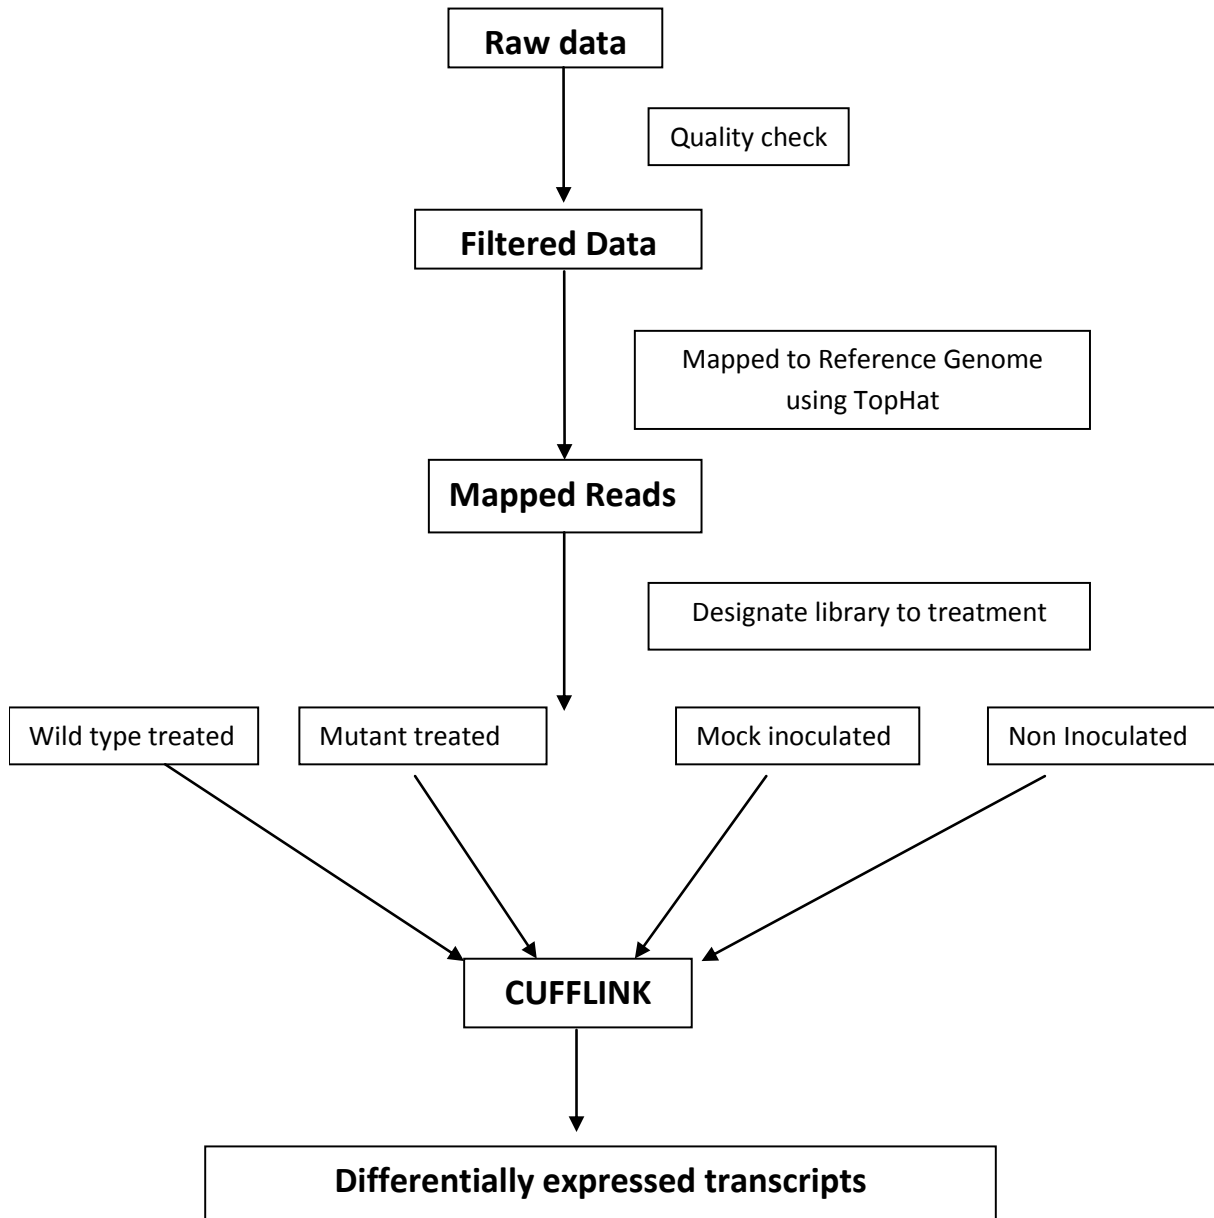 Raw data
Quality check
Filtered Data
Mapped to Reference Genome
using TopHat
Mapped Reads
Designate library to treatment
Wild type treated
Mutant treated
Mock inoculated
Non Inoculated
CUFFLINK
Differentially expressed transcripts